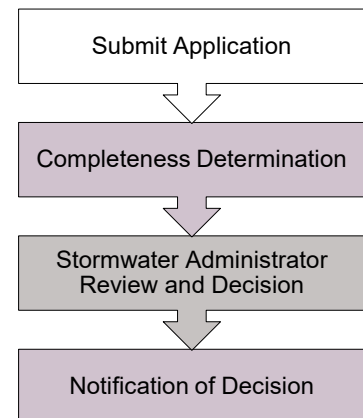 Submit Application
Completeness Determination
Stormwater Administrator
Review and Decision
Notification of Decision